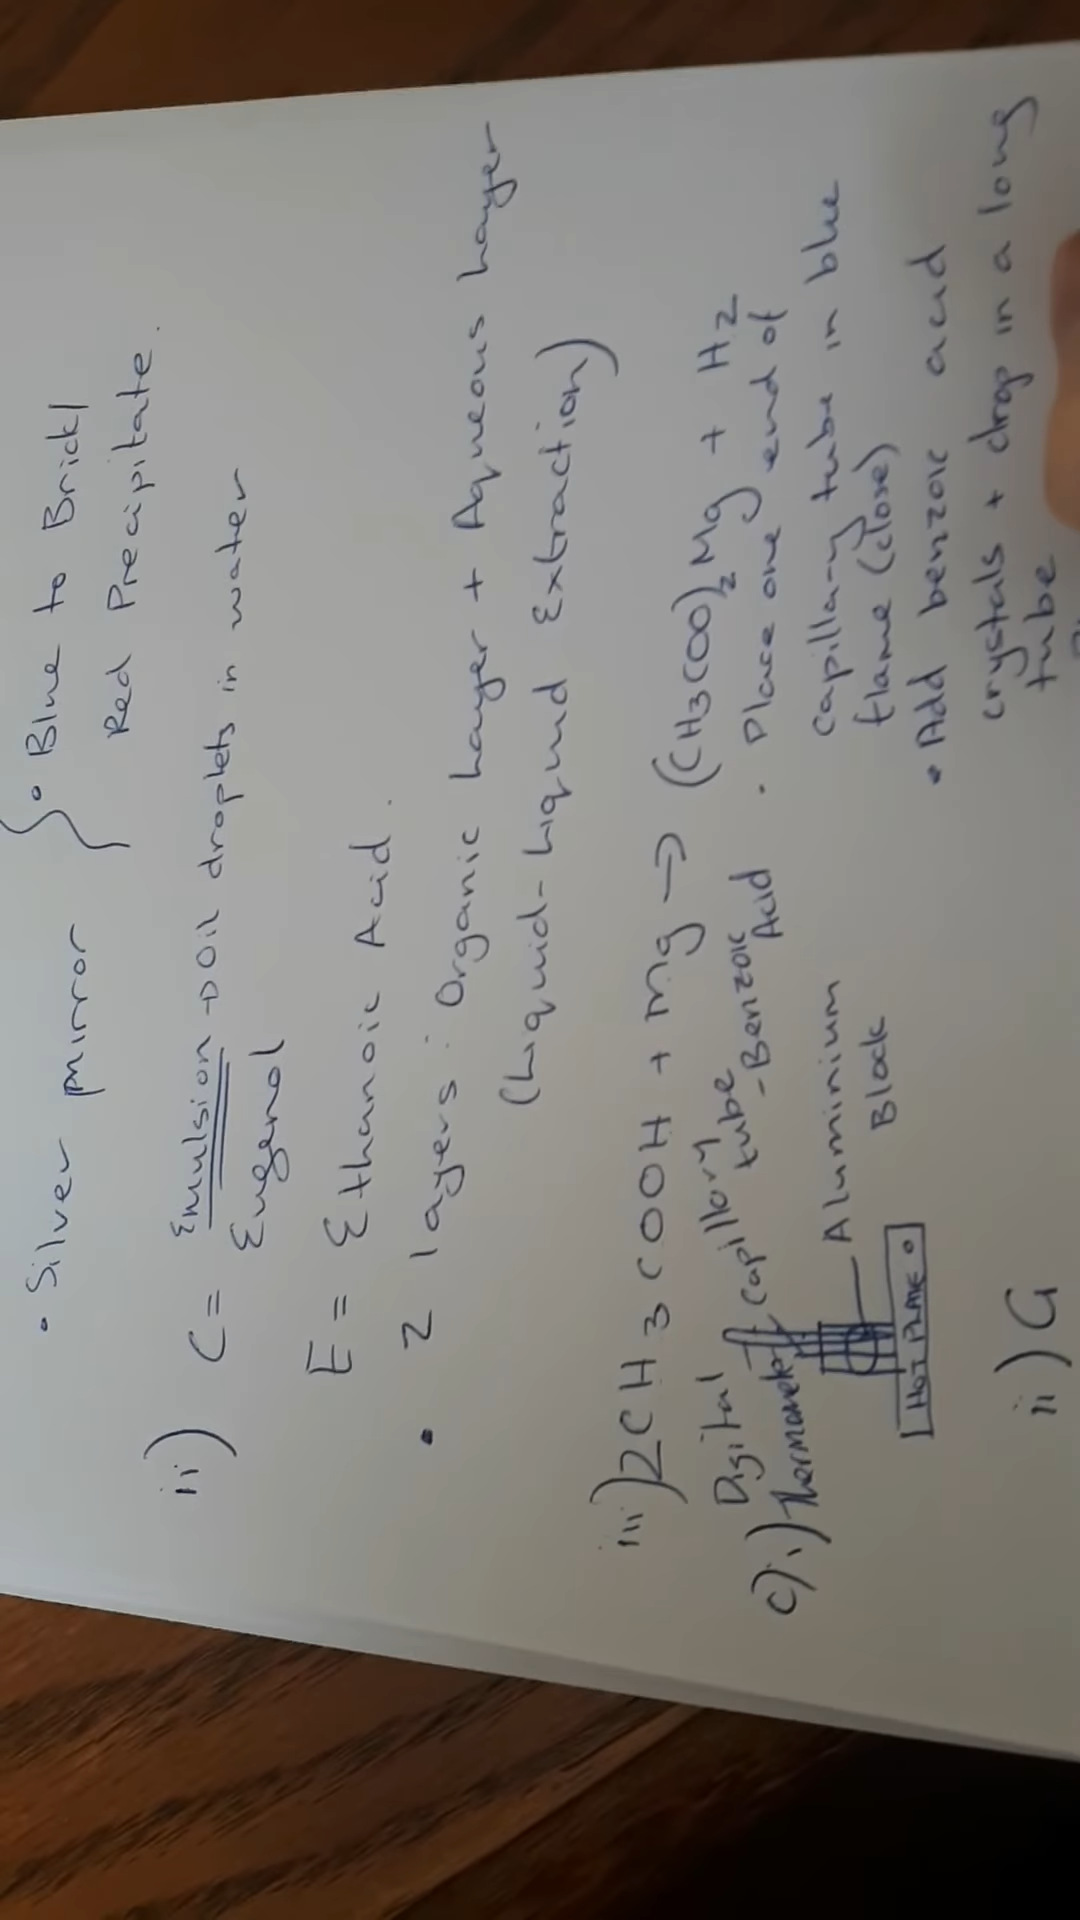 • Silver Mirror } • Blue to Brick/
Red Precipitate.
ii) C = Emulsion → Oil droplets in water
Eugenol
E = Ethanoic Acid.
• 2 layers: Organic Layer + Aqueous Layer
(Liquid-Liquid Extraction)
iii) 2CH3COOH + Mg → (CH3COO)2Mg + H2
Digital
Thermometer
Capillary
tube
-Benzoic
Acid
c) i)
Aluminium
Block
HOT PLATE
• Place one end of
capillary tube in blue
flame (close)
• Add benzoic acid
crystals + drop in a long
tube
ii) G